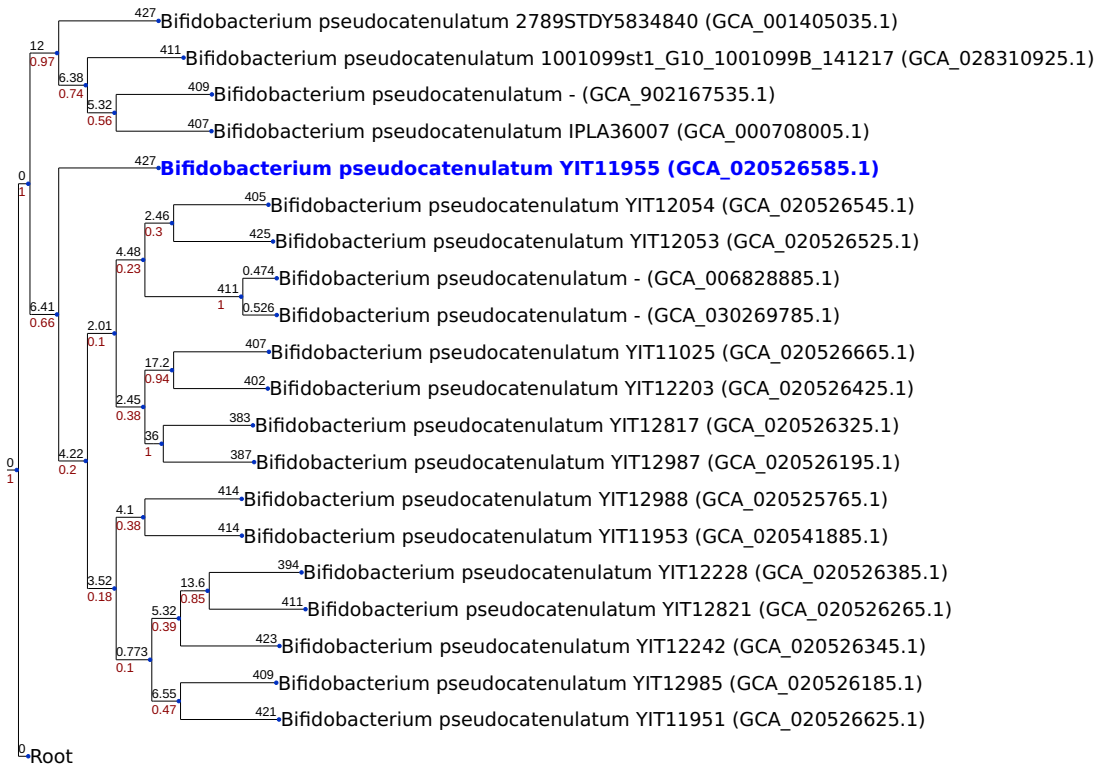 427 Bifidobacterium pseudocatenulatum 2789STDY5834840 (GCA_001405035.1)
12
0.97
411 Bifidobacterium pseudocatenulatum 1001099st1_G10_1001099B_141217 (GCA_028310925.1)
6.38
0.74
409 Bifidobacterium pseudocatenulatum - (GCA_902167535.1)
5.32
0.56
407 Bifidobacterium pseudocatenulatum IPLA36007 (GCA_000708005.1)
427 Bifidobacterium pseudocatenulatum YIT11955 (GCA_020526585.1)
0
1
405 Bifidobacterium pseudocatenulatum YIT12054 (GCA_020526545.1)
2.46
0.3
425 Bifidobacterium pseudocatenulatum YIT12053 (GCA_020526525.1)
4.48
0.23
0.474 Bifidobacterium pseudocatenulatum - (GCA_006828885.1)
411
1
0.526 Bifidobacterium pseudocatenulatum - (GCA_030269785.1)
6.41
0.66
2.01
0.1
407 Bifidobacterium pseudocatenulatum YIT11025 (GCA_020526665.1)
17.2
0.94
402 Bifidobacterium pseudocatenulatum YIT12203 (GCA_020526425.1)
2.45
0.38
383 Bifidobacterium pseudocatenulatum YIT12817 (GCA_020526325.1)
36
1
387 Bifidobacterium pseudocatenulatum YIT12987 (GCA_020526195.1)
4.22
0.2
0
1
414 Bifidobacterium pseudocatenulatum YIT12988 (GCA_020525765.1)
4.1
0.38
414 Bifidobacterium pseudocatenulatum YIT11953 (GCA_020541885.1)
394 Bifidobacterium pseudocatenulatum YIT12228 (GCA_020526385.1)
3.52
0.18
13.6
0.85
411 Bifidobacterium pseudocatenulatum YIT12821 (GCA_020526265.1)
5.32
0.39
423 Bifidobacterium pseudocatenulatum YIT12242 (GCA_020526345.1)
0.773
0.1
409 Bifidobacterium pseudocatenulatum YIT12985 (GCA_020526185.1)
6.55
0.47
421 Bifidobacterium pseudocatenulatum YIT11951 (GCA_020526625.1)
0 Root